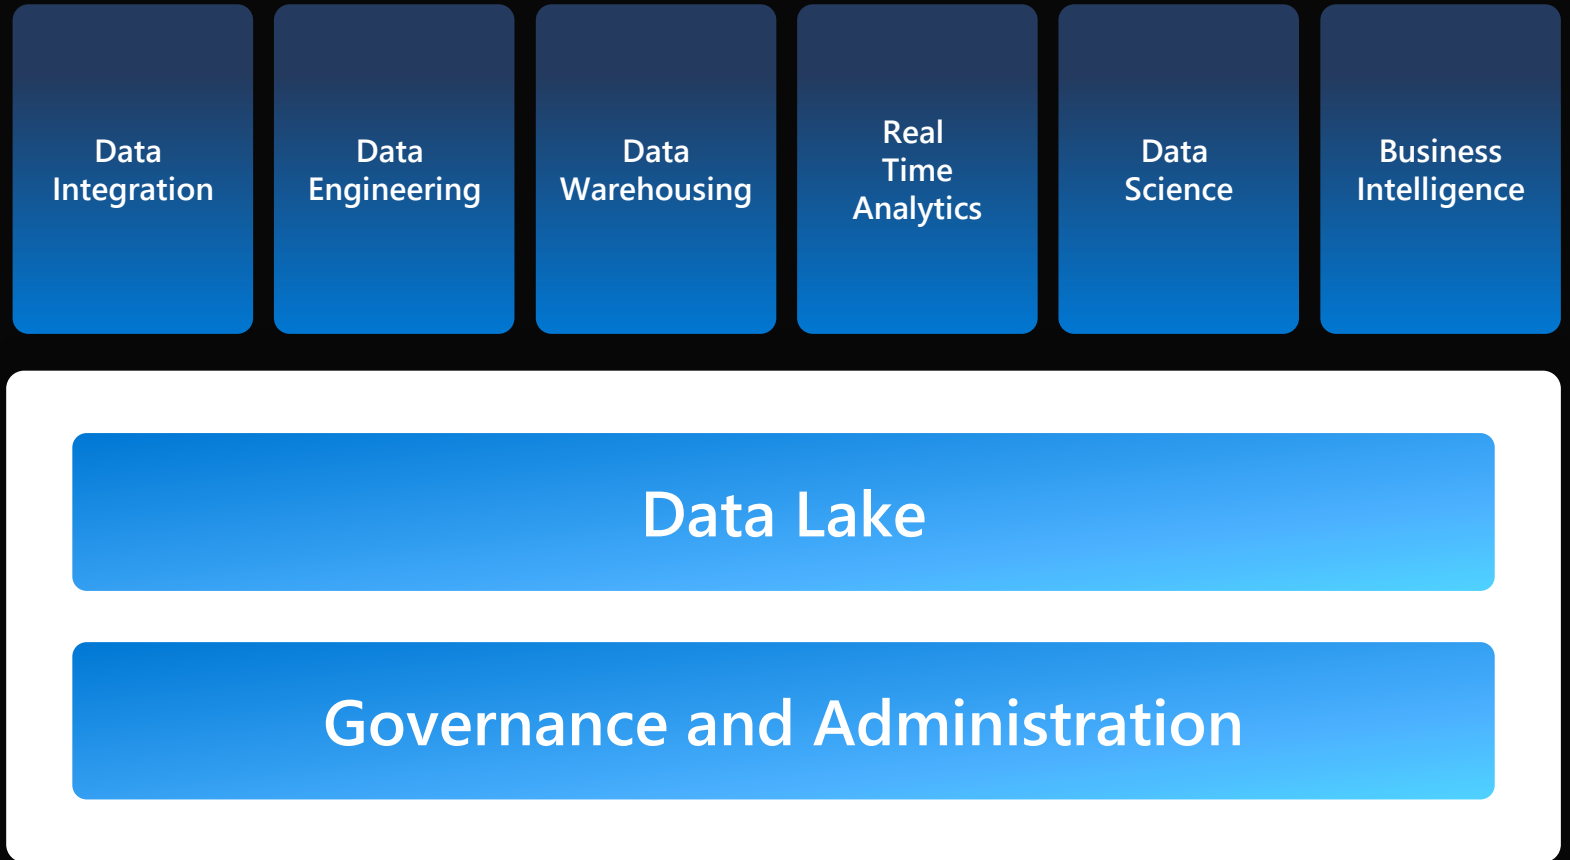 Data
Integration
Data
Engineering
Data
Warehousing
Real
Time
Analytics
Data
Science
Business
Intelligence
Data Lake
Governance and Administration